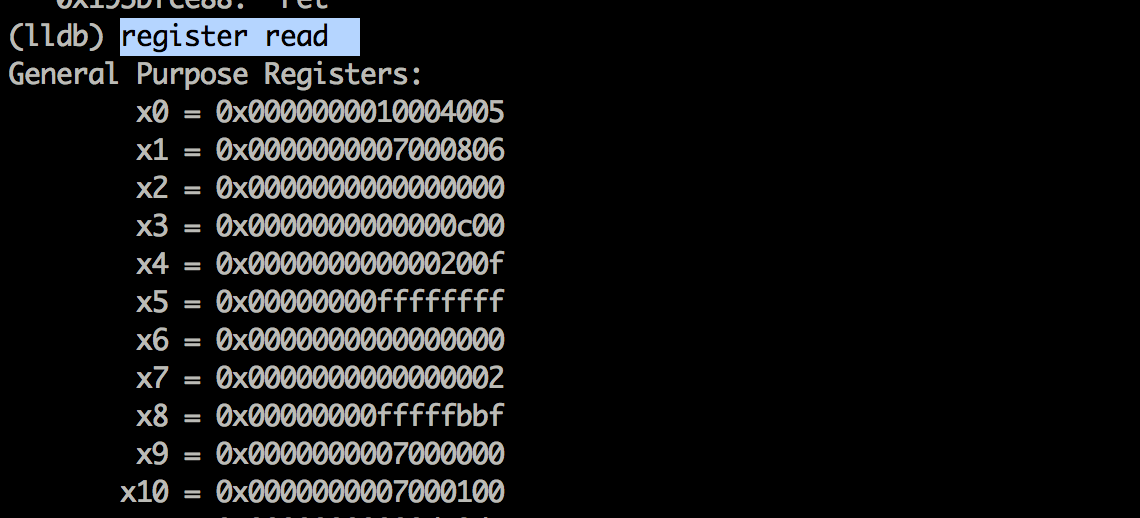 (lldb) register read
General Purpose Registers:
x0 = 0x0000000010004005
x1 = 0x0000000007000806
x2 = 0x0000000000000000
x3 = 0x0000000000000c00
x4 = 0x000000000000200f
x5 = 0x00000000ffffffff
x6 = 0x0000000000000000
x7 = 0x0000000000000002
x8 = 0x00000000fffffbbf
x9 = 0x0000000007000000
x10 = 0x0000000007000100